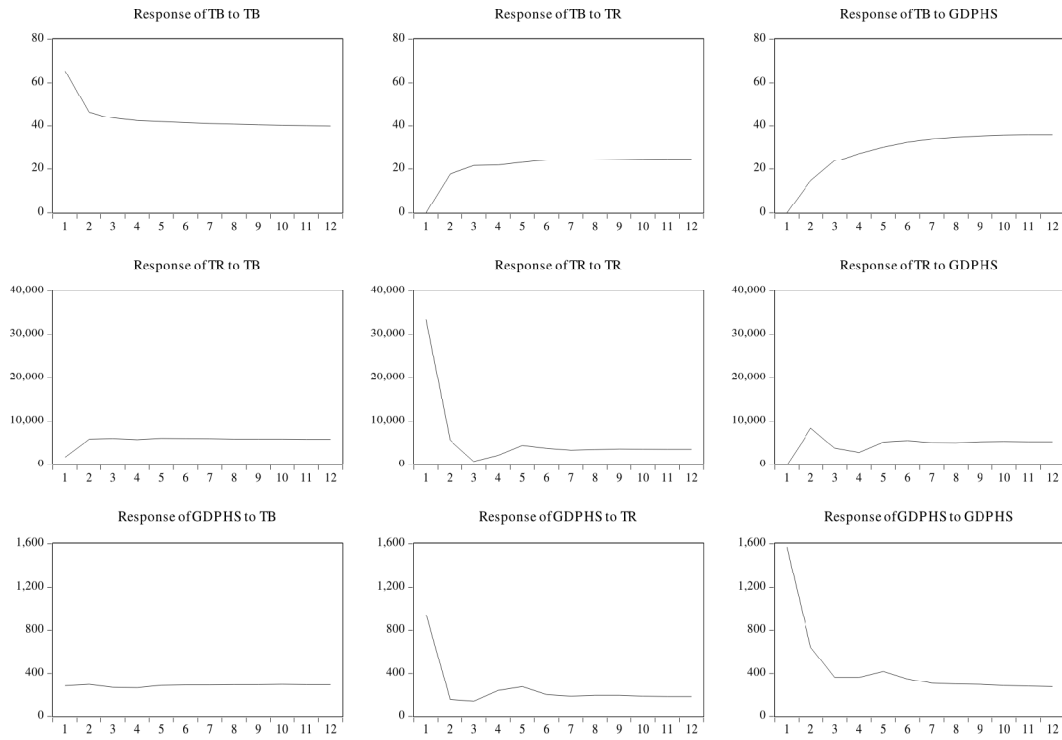 Response of TB to TB
80
60
40
20
0
1 2 3 4 5 6 7 8 9 10 11 12
Response of TB to TR
80
60
40
20
0
1 2 3 4 5 6 7 8 9 10 11 12
Response of TB to GDPHS
80
60
40
20
0
1 2 3 4 5 6 7 8 9 10 11 12
Response of TR to TB
40,000
30,000
20,000
10,000
0
1 2 3 4 5 6 7 8 9 10 11 12
Response of TR to TR
40,000
30,000
20,000
10,000
0
1 2 3 4 5 6 7 8 9 10 11 12
Response of TR to GDPHS
40,000
30,000
20,000
10,000
0
1 2 3 4 5 6 7 8 9 10 11 12
Response of GDPHS to TB
1,600
1,200
800
400
0
1 2 3 4 5 6 7 8 9 10 11 12
Response of GDPHS to TR
1,600
1,200
800
400
0
1 2 3 4 5 6 7 8 9 10 11 12
Response of GDPHS to GDPHS
1,600
1,200
800
400
0
1 2 3 4 5 6 7 8 9 10 11 12